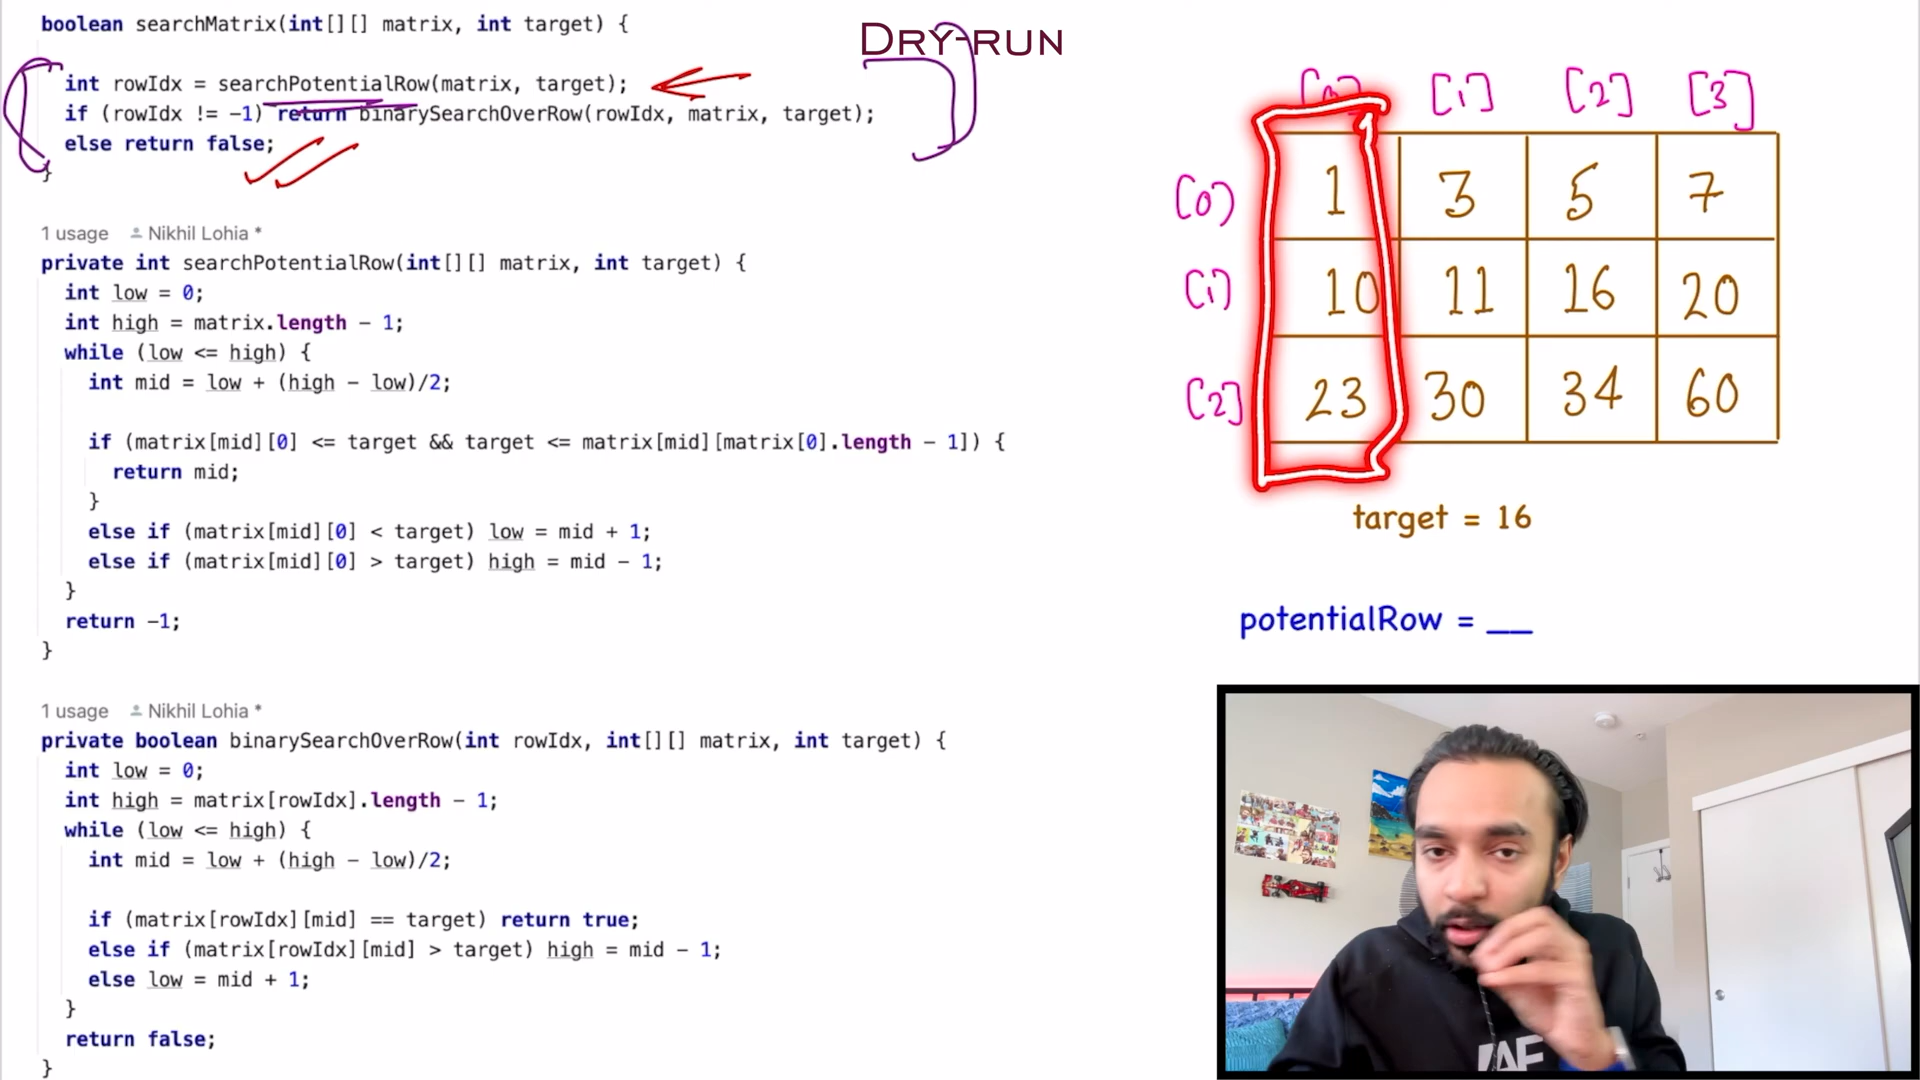 DRY-RUN
boolean searchMatrix(int[][] matrix, int target) {
int rowIdx = searchPotentialRow(matrix, target);
if (rowIdx != -1) return binarySearchOverRow(rowIdx, matrix, target);
else return false;
}
1 usage Nikhil Lohia *
private int searchPotentialRow(int[][] matrix, int target) {
int low = 0;
int high = matrix.length - 1;
while (low <= high) {
int mid = low + (high - low)/2;
if (matrix[mid][0] <= target && target <= matrix[mid][matrix[0].length - 1]) {
return mid;
}
else if (matrix[mid][0] < target) low = mid + 1;
else if (matrix[mid][0] > target) high = mid - 1;
}
return -1;
}
1 usage Nikhil Lohia *
private boolean binarySearchOverRow(int rowIdx, int[][] matrix, int target) {
int low = 0;
int high = matrix[rowIdx].length - 1;
while (low <= high) {
int mid = low + (high - low)/2;
if (matrix[rowIdx][mid] == target) return true;
else if (matrix[rowIdx][mid] > target) high = mid - 1;
else low = mid + 1;
}
return false;
}
[0] [1] [2] [3]
[0] 1 3 5 7
[1] 10 11 16 20
[2] 23 30 34 60
target = 16
potentialRow = __